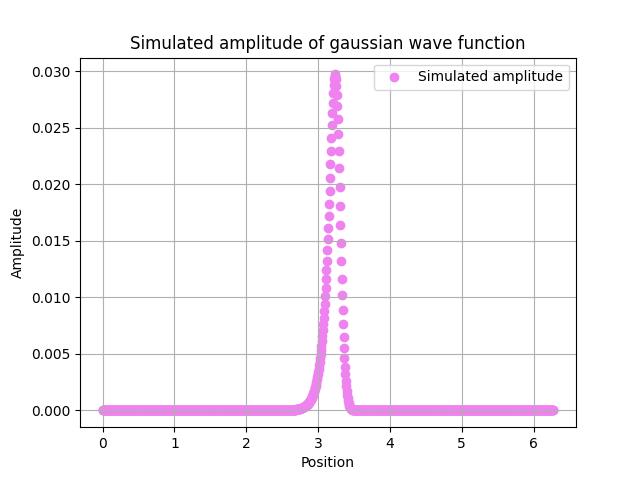 Simulated amplitude of gaussian wave function
Simulated amplitude
Amplitude
0.030
0.025
0.020
0.015
0.010
0.005
0.000
0 1 2 3 4 5 6
Position